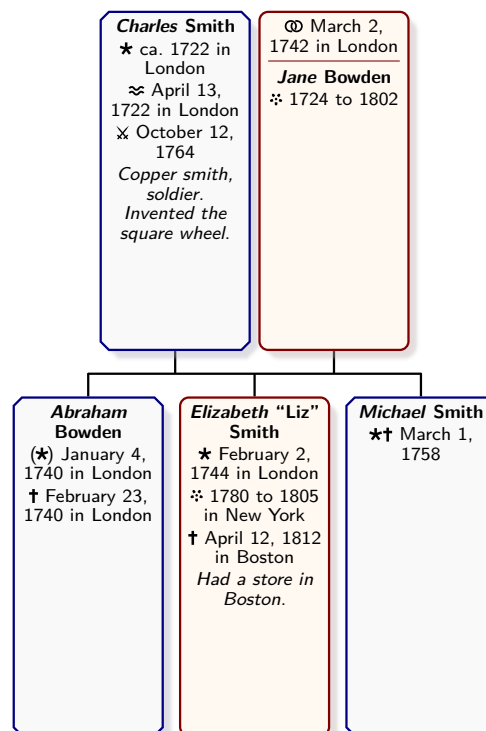 Charles Smith
★ ca. 1722 in
London
≈ April 13,
1722 in London
⚔ October 12,
1764
Copper smith,
soldier.
Invented the
square wheel.
⚭ March 2,
1742 in London
Jane Bowden
⁘ 1724 to 1802
Abraham
Bowden
(★) January 4,
1740 in London
† February 23,
1740 in London
Elizabeth “Liz”
Smith
★ February 2,
1744 in London
⁘ 1780 to 1805
in New York
† April 12, 1812
in Boston
Had a store in
Boston.
Michael Smith
★† March 1,
1758